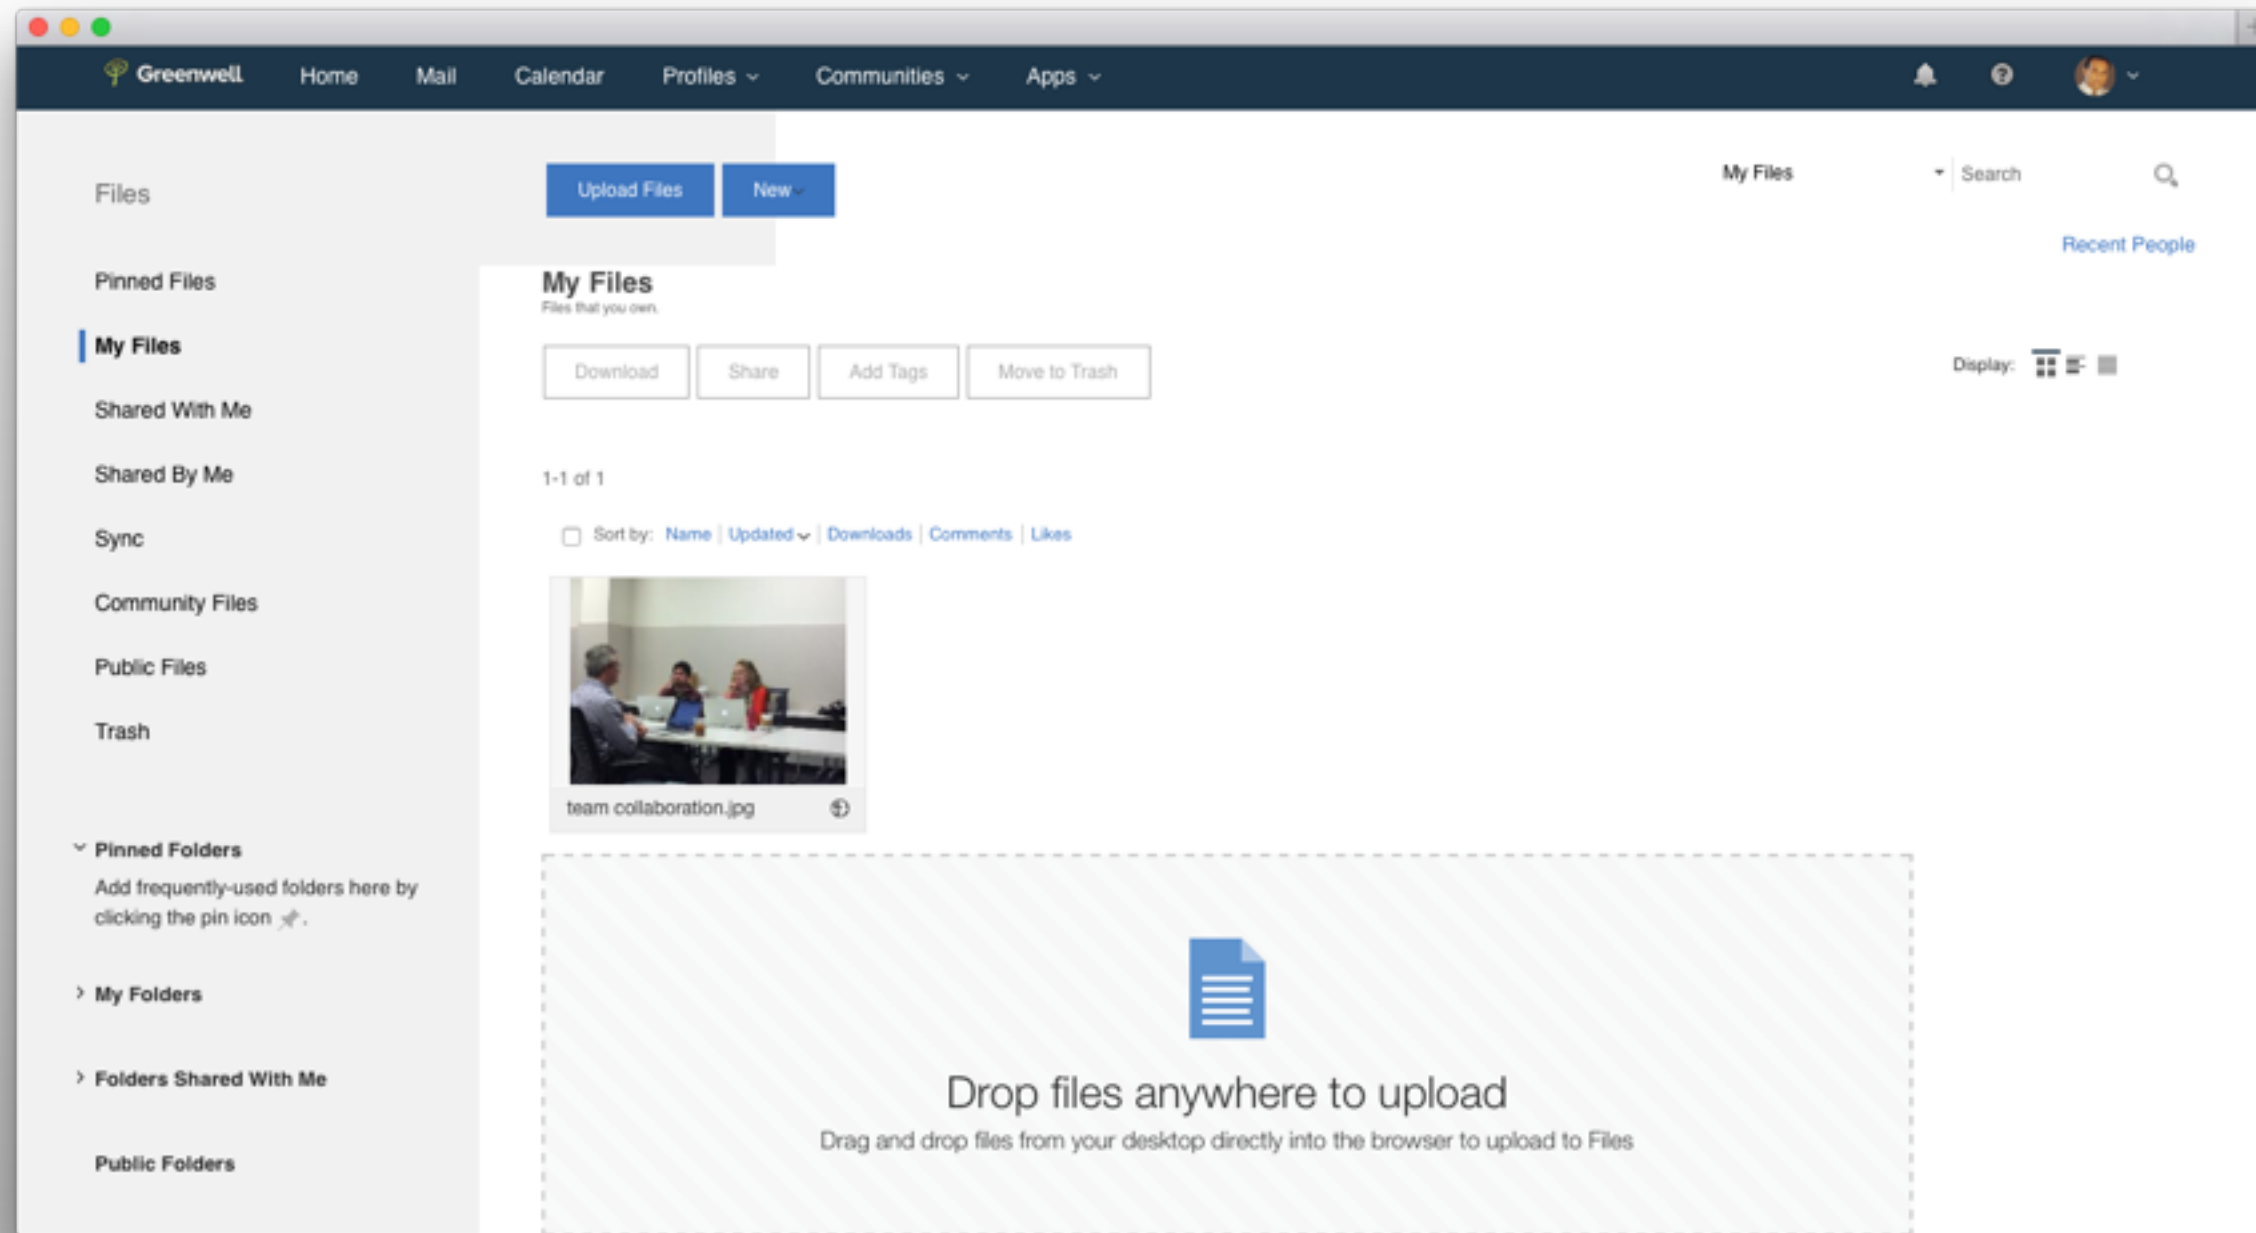 Greenwell Home Mail Calendar Profiles Communities Apps
Files
Pinned Files
My Files
Shared With Me
Shared By Me
Sync
Community Files
Public Files
Trash
Pinned Folders
Add frequently-used folders here by
clicking the pin icon .
My Folders
Folders Shared With Me
Public Folders
Upload Files New
My Files Search
Recent People
My Files
Files that you own.
Download Share Add Tags Move to Trash
Display:
1-1 of 1
Sort by: Name Updated Downloads Comments Likes
team collaboration.jpg
Drop files anywhere to upload
Drag and drop files from your desktop directly into the browser to upload to Files